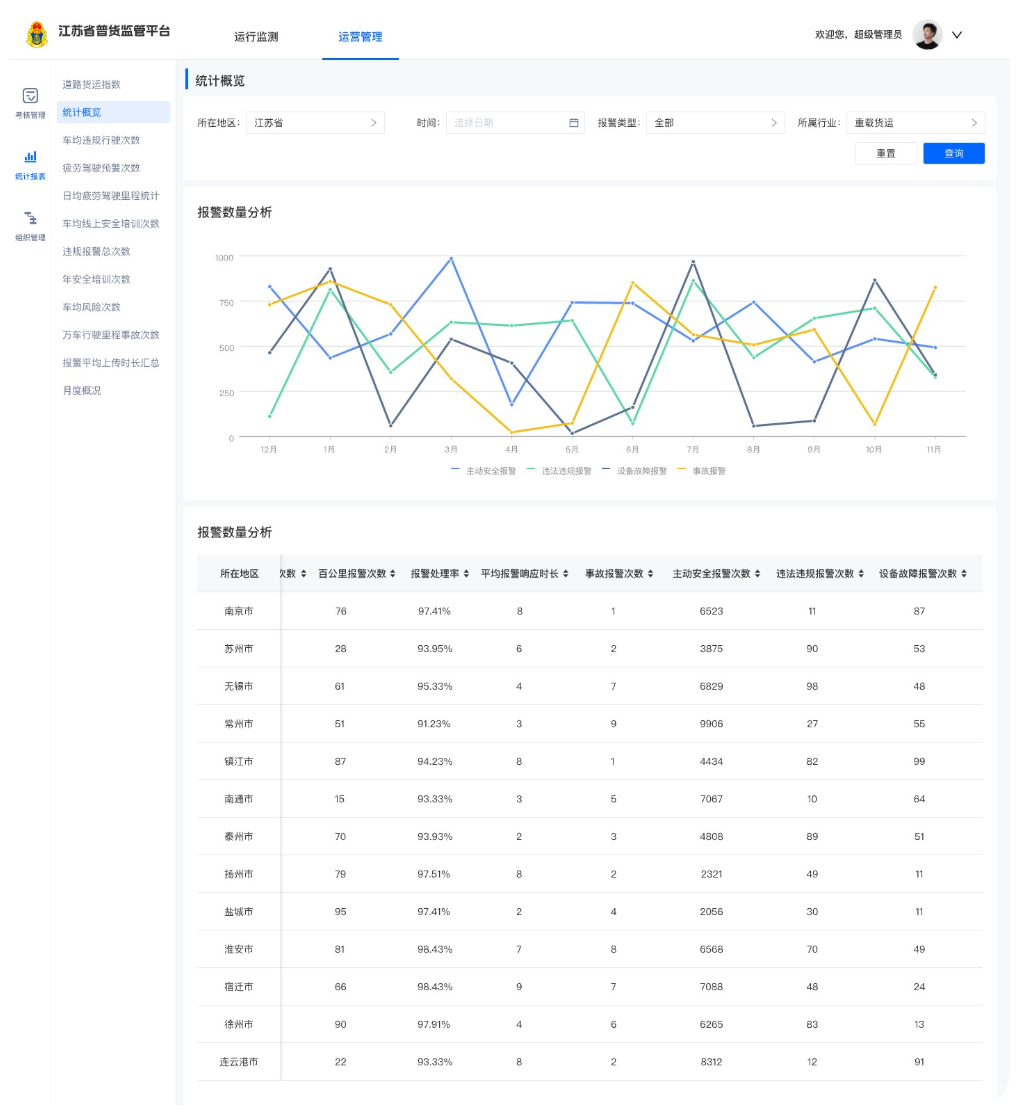 江苏省普货监管平台 运行监测 运营管理 欢迎您，超级管理员
考核管理
统计报表
组织管理
道路货运指数
统计概览
车均违规行驶次数
疲劳驾驶预警次数
日均疲劳驾驶里程统计
车均线上安全培训次数
违规报警总次数
年安全培训次数
车均风险次数
万车行驶里程事故次数
报警平均上传时长汇总
月度概况
统计概览
所在地区： 江苏省 时间： 选择日期 报警类型： 全部 所属行业： 重载货运
重置 查询
报警数量分析
1000
750
500
250
0
12月 1月 2月 3月 4月 5月 6月 7月 8月 9月 10月 11月
主动安全报警 违法违规报警 设备故障报警 事故报警
报警数量分析
所在地区 次数 百公里报警次数 报警处理率 平均报警响应时长 事故报警次数 主动安全报警次数 违法违规报警次数 设备故障报警次数
南京市 76 97.41% 8 1 6523 11 87
苏州市 28 93.95% 6 2 3875 90 53
无锡市 61 95.33% 4 7 6829 98 48
常州市 51 91.23% 3 9 9906 27 55
镇江市 87 94.23% 8 1 4434 82 99
南通市 15 93.33% 3 5 7067 10 64
泰州市 70 93.93% 2 3 4808 89 51
扬州市 79 97.51% 8 2 2321 49 11
盐城市 95 97.41% 2 4 2056 30 11
淮安市 81 98.43% 7 8 6568 70 49
宿迁市 66 98.43% 9 7 7088 48 24
徐州市 90 97.91% 4 6 6265 83 13
连云港市 22 93.33% 8 2 8312 12 91